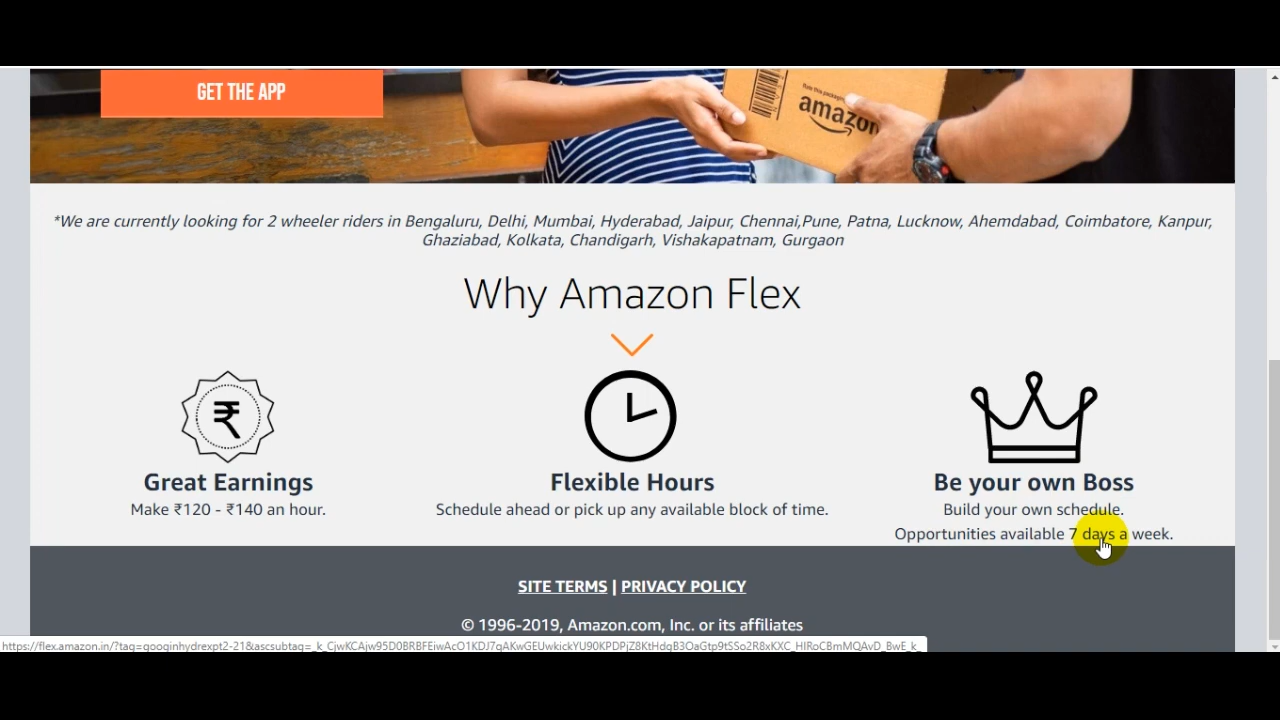 GET THE APP
amazon
*We are currently looking for 2 wheeler riders in Bengaluru, Delhi, Mumbai, Hyderabad, Jaipur, Chennai,Pune, Patna, Lucknow, Ahemdabad, Coimbatore, Kanpur,
Ghaziabad, Kolkata, Chandigarh, Vishakapatnam, Gurgaon
Why Amazon Flex
₹
Great Earnings
Make ₹120 - ₹140 an hour.
Flexible Hours
Schedule ahead or pick up any available block of time.
Be your own Boss
Build your own schedule.
Opportunities available 7 days a week.
SITE TERMS | PRIVACY POLICY
© 1996-2019, Amazon.com, Inc. or its affiliates